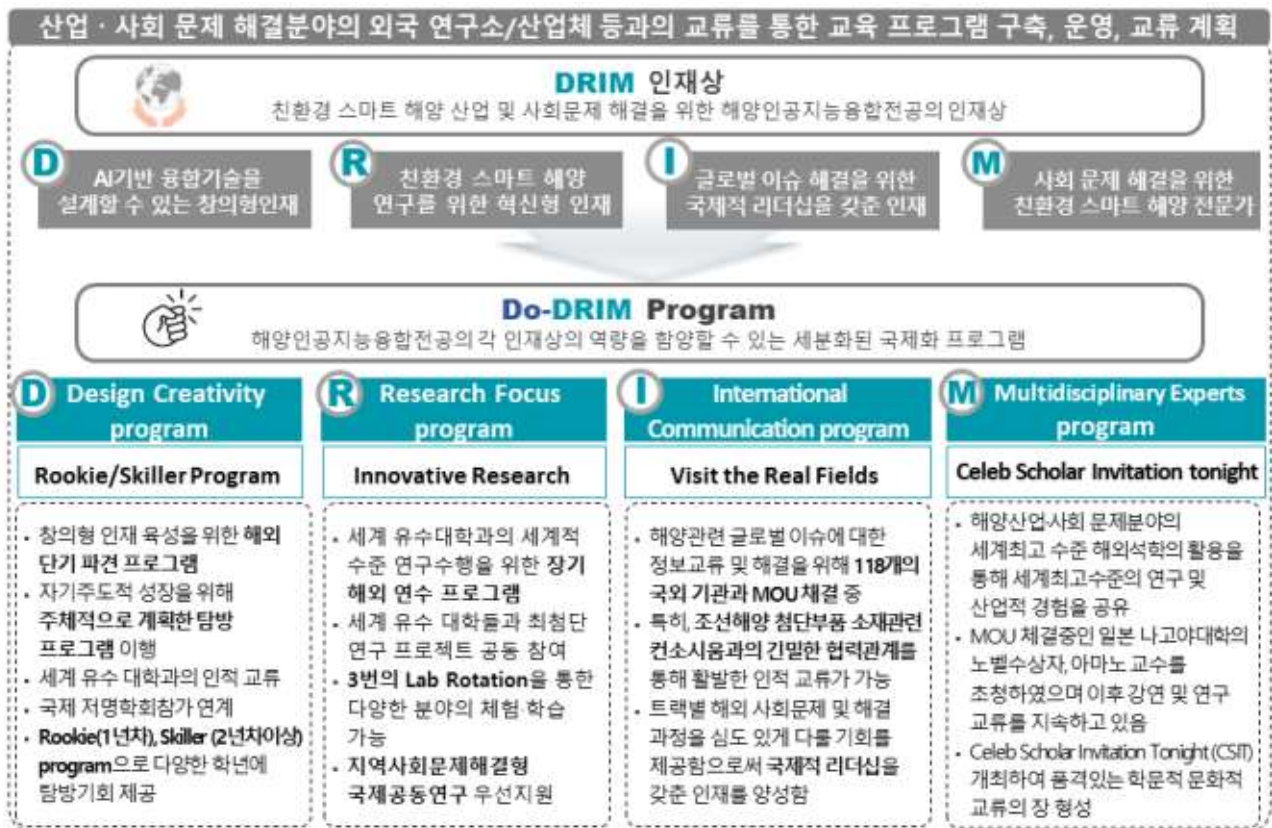 산업 · 사회 문제 해결분야의 외국 연구소/산업체 등과의 교류를 통한 교육 프로그램 구축, 운영, 교류 계획
DRIM 인재상
친환경 스마트 해양 산업 및 사회문제 해결을 위한 해양인공지능융합전공의 인재상
D
AI기반 융합기술을
설계할 수 있는 창의형인재
R
친환경 스마트 해양
연구를 위한 혁신형 인재
I
글로벌 이슈 해결을 위한
국제적 리더십을 갖춘 인재
M
사회 문제 해결을 위한
친환경 스마트 해양 전문가
Do-DRIM Program
해양인공지능융합전공의 각 인재상의 역량을 함양할 수 있는 세분화된 국제화 프로그램
D Design Creativity
program
Rookie/Skiller Program
• 창의형 인재 육성을 위한 해외
단기 파견 프로그램
• 자기주도적 성장을 위해
주체적으로 계획한 탐방
프로그램 이행
• 세계 유수 대학과의 인적 교류
• 국제 저명학회참가 연계
• Rookie(1년차), Skiller (2년차이상)
program으로 다양한 학년에
탐방기회 제공
R Research Focus
program
Innovative Research
• 세계 유수대학과의 세계적
수준 연구수행을 위한 장기
해외 연수 프로그램
• 세계 유수 대학들과 최첨단
연구 프로젝트 공동 참여
• 3번의 Lab Rotation을 통한
다양한 분야의 체험 학습
가능
• 지역사회문제해결형
국제공동연구 우선지원
I International
Communication program
Visit the Real Fields
• 해양관련 글로벌 이슈에 대한
정보교류 및 해결을 위해 118개의
국외 기관과 MOU 체결 중
• 특히, 조선해양 첨단부품 소재관련
컨소시움과의 긴밀한 협력관계를
통해 활발한 인적 교류가 가능
• 트랙별 해외 사회문제 및 해결
과정을 심도 있게 다룰 기회를
제공함으로써 국제적 리더십을
갖춘 인재를 양성함
M Multidisciplinary Experts
program
Celeb Scholar Invitation tonight
• 해양산업·사회 문제분야의
세계최고 수준 해외석학의 활용을
통해 세계최고수준의 연구 및
산업적 경험을 공유
• MOU 체결중인 일본 나고야대학의
노벨수상자, 아마노 교수를
초청하였으며 이후 강연 및 연구
교류를 지속하고 있음
• Celeb Scholar Invitation Tonight (CSIT)
개최하여 품격있는 학문적 문화적
교류의 장 형성